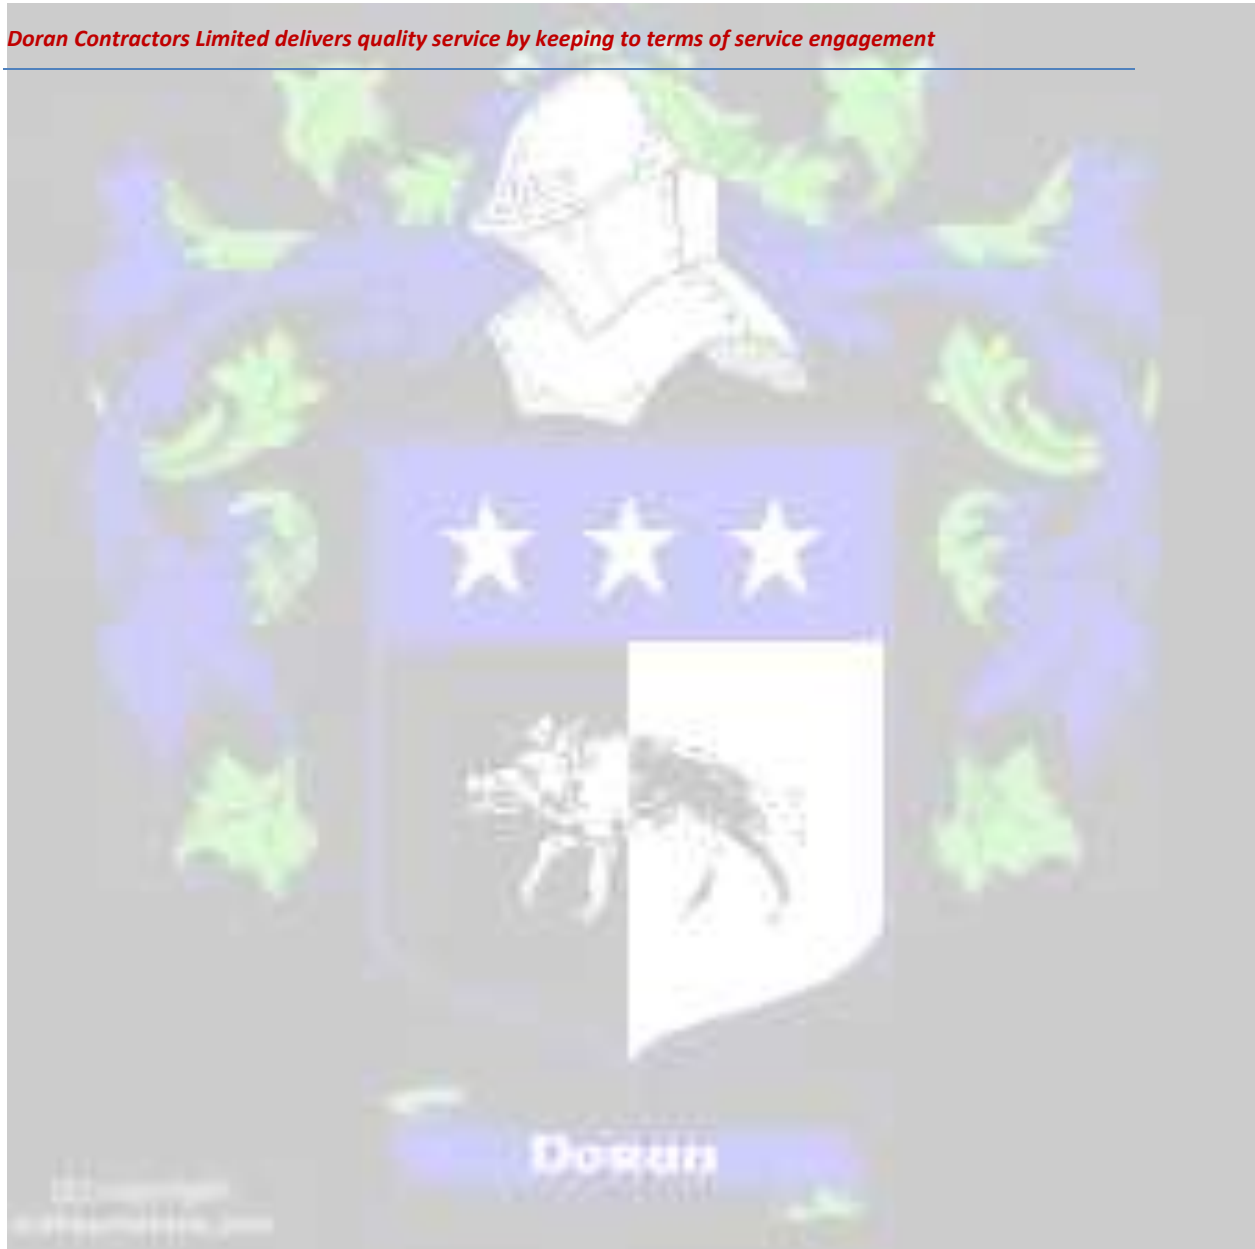 Doran Contractors Limited delivers quality service by keeping to terms of service engagement
Doran